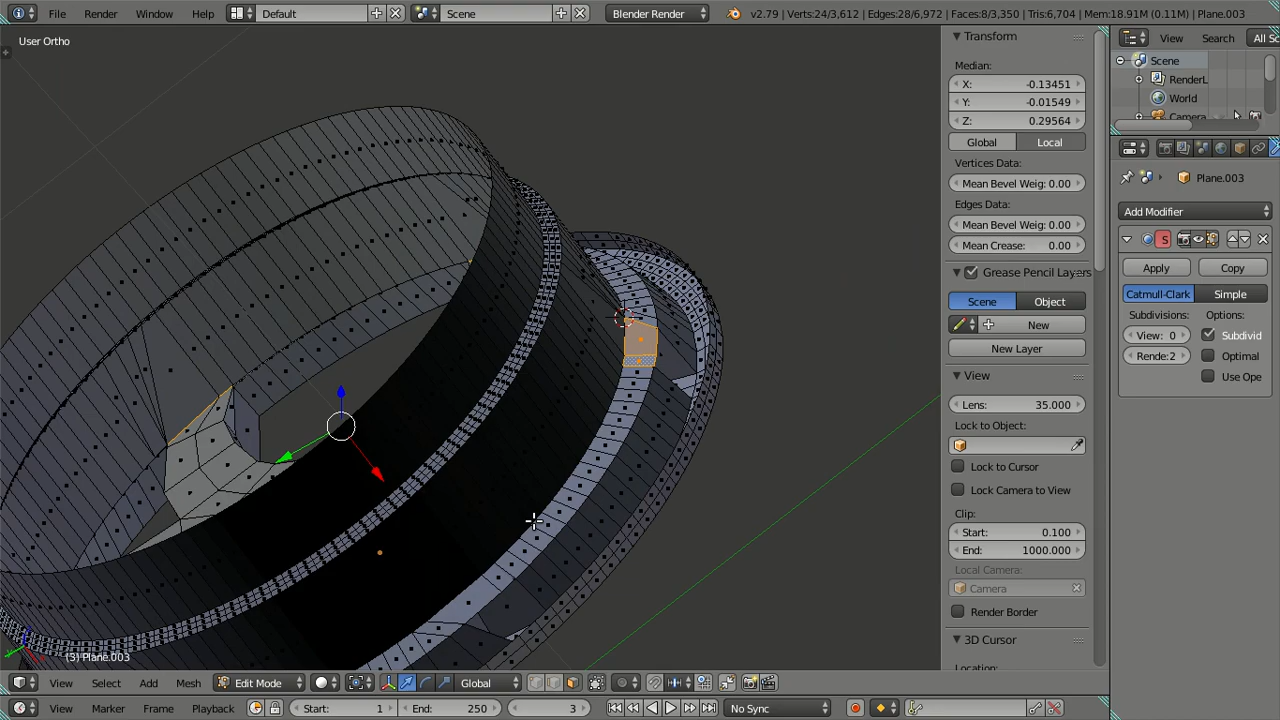 File Render Window Help Default Scene Blender Render v2.79 | Verts:24/3,612 | Edges:28/6,972 | Faces:8/3,350 | Tris:6,704 | Mem:18.91M (0.11M) | Plane.003
User Ortho
Transform
Median:
X: -0.13451
Y: -0.01549
Z: 0.29564
Global Local
Vertices Data:
Mean Bevel Weig: 0.00
Edges Data:
Mean Bevel Weig: 0.00
Mean Crease: 0.00
Grease Pencil Layers
Scene Object
New
New Layer
View
Lens: 35.000
Lock to Object:
Lock to Cursor
Lock Camera to View
Clip:
Start: 0.100
End: 1000.000
Local Camera:
Camera
Render Border
3D Cursor
Location:
View Search All Sc
Scene
RenderL
World
Camera
Plane.003
Add Modifier
S
Apply Copy
Catmull-Clark Simple
Subdivisions: Options:
View: 0 Subdivid
Rende:2 Optimal
Use Ope
(3) Plane.003
View Select Add Mesh Edit Mode Global
View Marker Frame Playback Start: 1 End: 250 3 No Sync